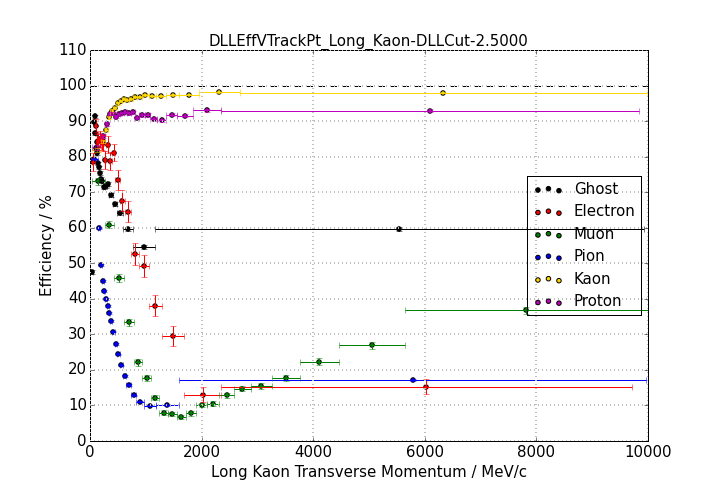 DLLEffVTrackPt_Long_Kaon-DLLCut-2.5000
110
100
90
80
70
60
50
40
30
20
10
0
Efficiency / %
Ghost
Electron
Muon
Pion
Kaon
Proton
0 2000 4000 6000 8000 10000
Long Kaon Transverse Momentum / MeV/c